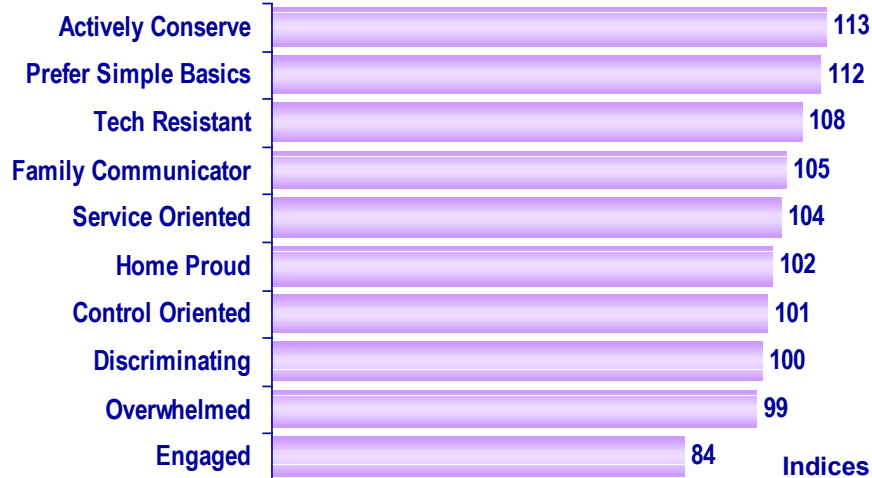 Actively Conserve 113
Prefer Simple Basics 112
Tech Resistant 108
Family Communicator 105
Service Oriented 104
Home Proud 102
Control Oriented 101
Discriminating 100
Overwhelmed 99
Engaged 84
Indices